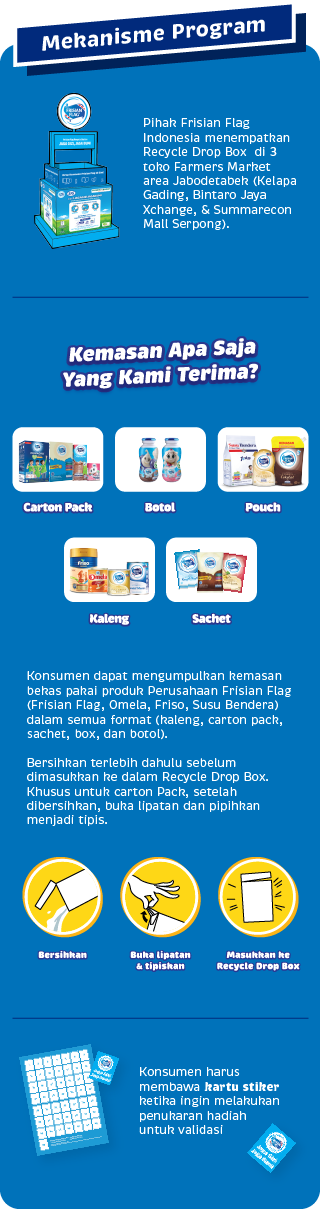 Mekanisme Program
FRISIAN
FLAG
Pihak Frisian Flag
Indonesia menempatkan
Recycle Drop Box di 3
toko Farmers Market
area Jabodetabek (Kelapa
Gading, Bintaro Jaya
Xchange, & Summarecon
Mall Serpong).
Kemasan Apa Saja
Yang Kami Terima?
Carton Pack
Botol
Pouch
Friso
Omela
Kaleng
Sachet
Konsumen dapat mengumpulkan kemasan
bekas pakai produk Perusahaan Frisian Flag
(Frisian Flag, Omela, Friso, Susu Bendera)
dalam semua format (kaleng, carton pack,
sachet, box, dan botol).
Bersihkan terlebih dahulu sebelum
dimasukkan ke dalam Recycle Drop Box.
Khusus untuk carton Pack, setelah
dibersihkan, buka lipatan dan pipihkan
menjadi tipis.
Bersihkan
Buka lipatan
& tipiskan
Masukkan ke
Recycle Drop Box
Konsumen harus
membawa kartu stiker
ketika ingin melakukan
penukaran hadiah
untuk validasi